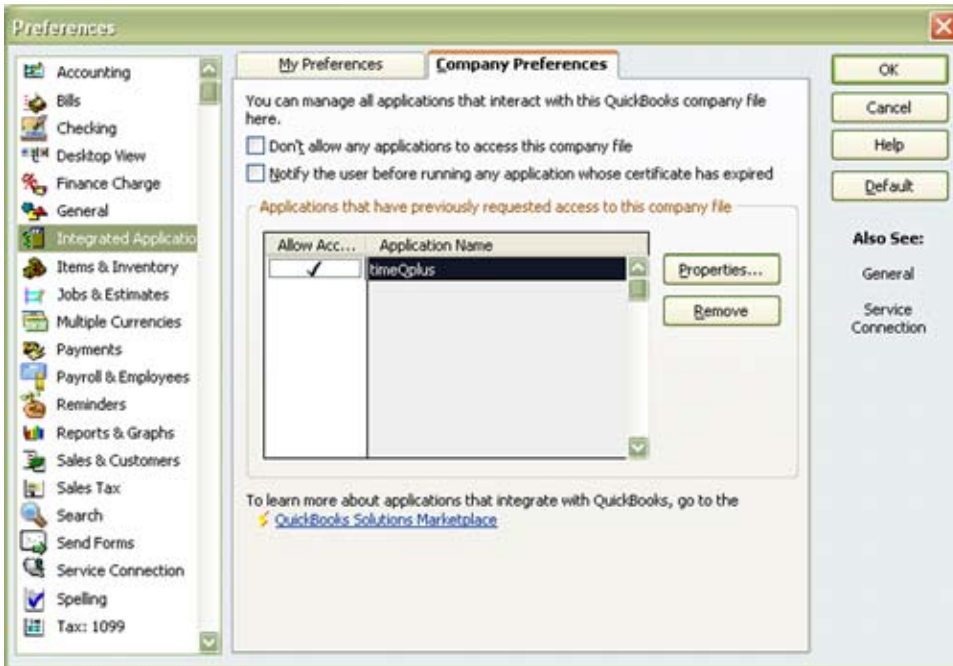 Preferences
Accounting
Bills
Checking
Desktop View
Finance Charge
General
Integrated Applicatio
Items & Inventory
Jobs & Estimates
Multiple Currencies
Payments
Payroll & Employees
Reminders
Reports & Graphs
Sales & Customers
Sales Tax
Search
Send Forms
Service Connection
Spelling
Tax: 1099
My Preferences
Company Preferences
You can manage all applications that interact with this QuickBooks company file
here.
Don't allow any applications to access this company file
Notify the user before running any application whose certificate has expired
Applications that have previously requested access to this company file
Allow Acc... Application Name
timeQplus
Properties...
Remove
To learn more about applications that integrate with QuickBooks, go to the
QuickBooks Solutions Marketplace
OK
Cancel
Help
Default
Also See:
General
Service
Connection